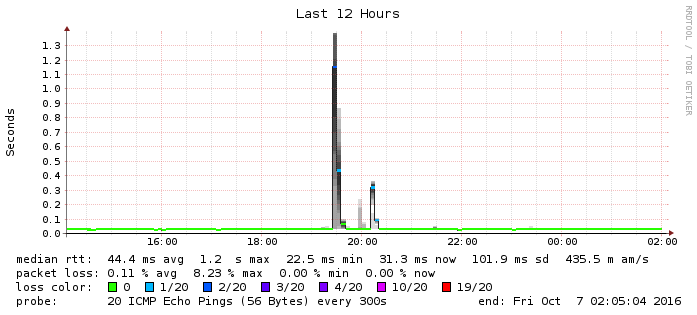 Last 12 Hours
RRDTOOL / TOBI OETIKER
Seconds
1.3
1.2
1.1
1.0
0.9
0.8
0.7
0.6
0.5
0.4
0.3
0.2
0.1
0.0
16:00 18:00 20:00 22:00 00:00 02:00
median rtt: 44.4 ms avg 1.2 s max 22.5 ms min 31.3 ms now 101.9 ms sd 435.5 m am/s
packet loss: 0.11 % avg 8.23 % max 0.00 % min 0.00 % now
loss color: 0 1/20 2/20 3/20 4/20 10/20 19/20
probe: 20 ICMP Echo Pings (56 Bytes) every 300s end: Fri Oct 7 02:05:04 2016